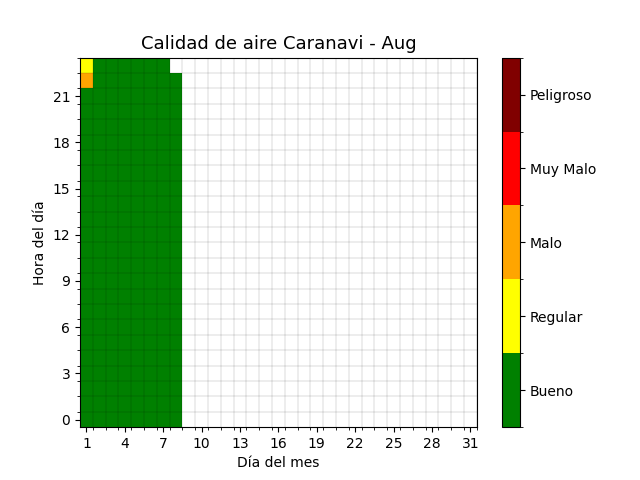 Calidad de aire Caranavi - Aug
Hora del día
21
18
15
12
9
6
3
0
1 4 7 10 13 16 19 22 25 28 31
Día del mes
Peligroso
Muy Malo
Malo
Regular
Bueno